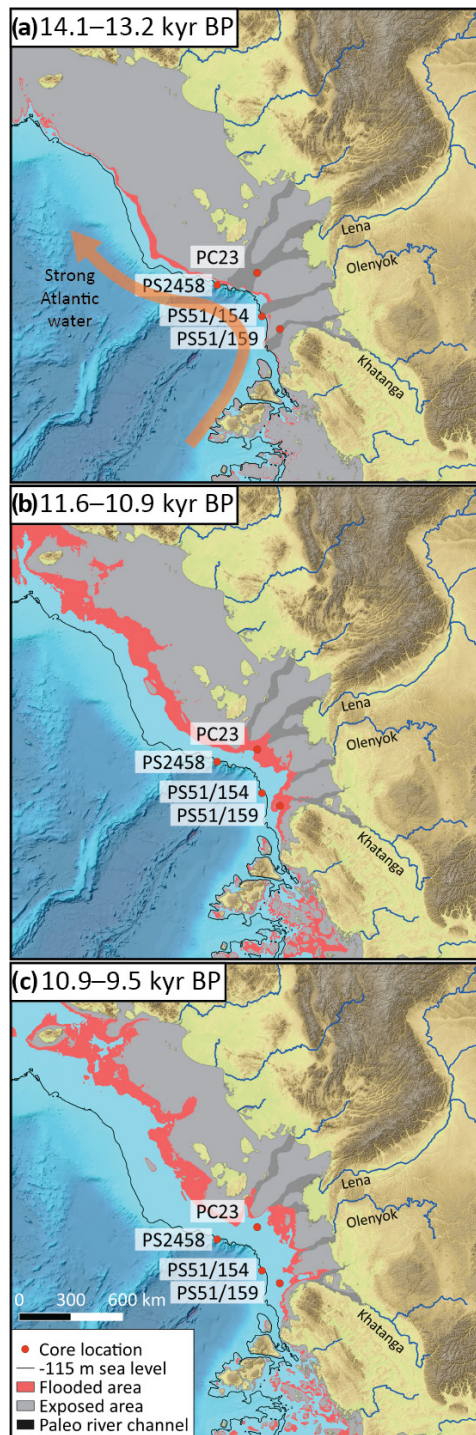 (a) 14.1–13.2 kyr BP
Lena
Olenyok
PC23
PS2458
Strong
Atlantic
water
PS51/154
PS51/159
Khatanga
(b) 11.6–10.9 kyr BP
Lena
PC23
Olenyok
PS2458
PS51/154
PS51/159
Khatanga
(c) 10.9–9.5 kyr BP
Lena
PC23
Olenyok
PS2458
PS51/154
PS51/159
Khatanga
0 300 600 km
Core location
-115 m sea level
Flooded area
Exposed area
Paleo river channel